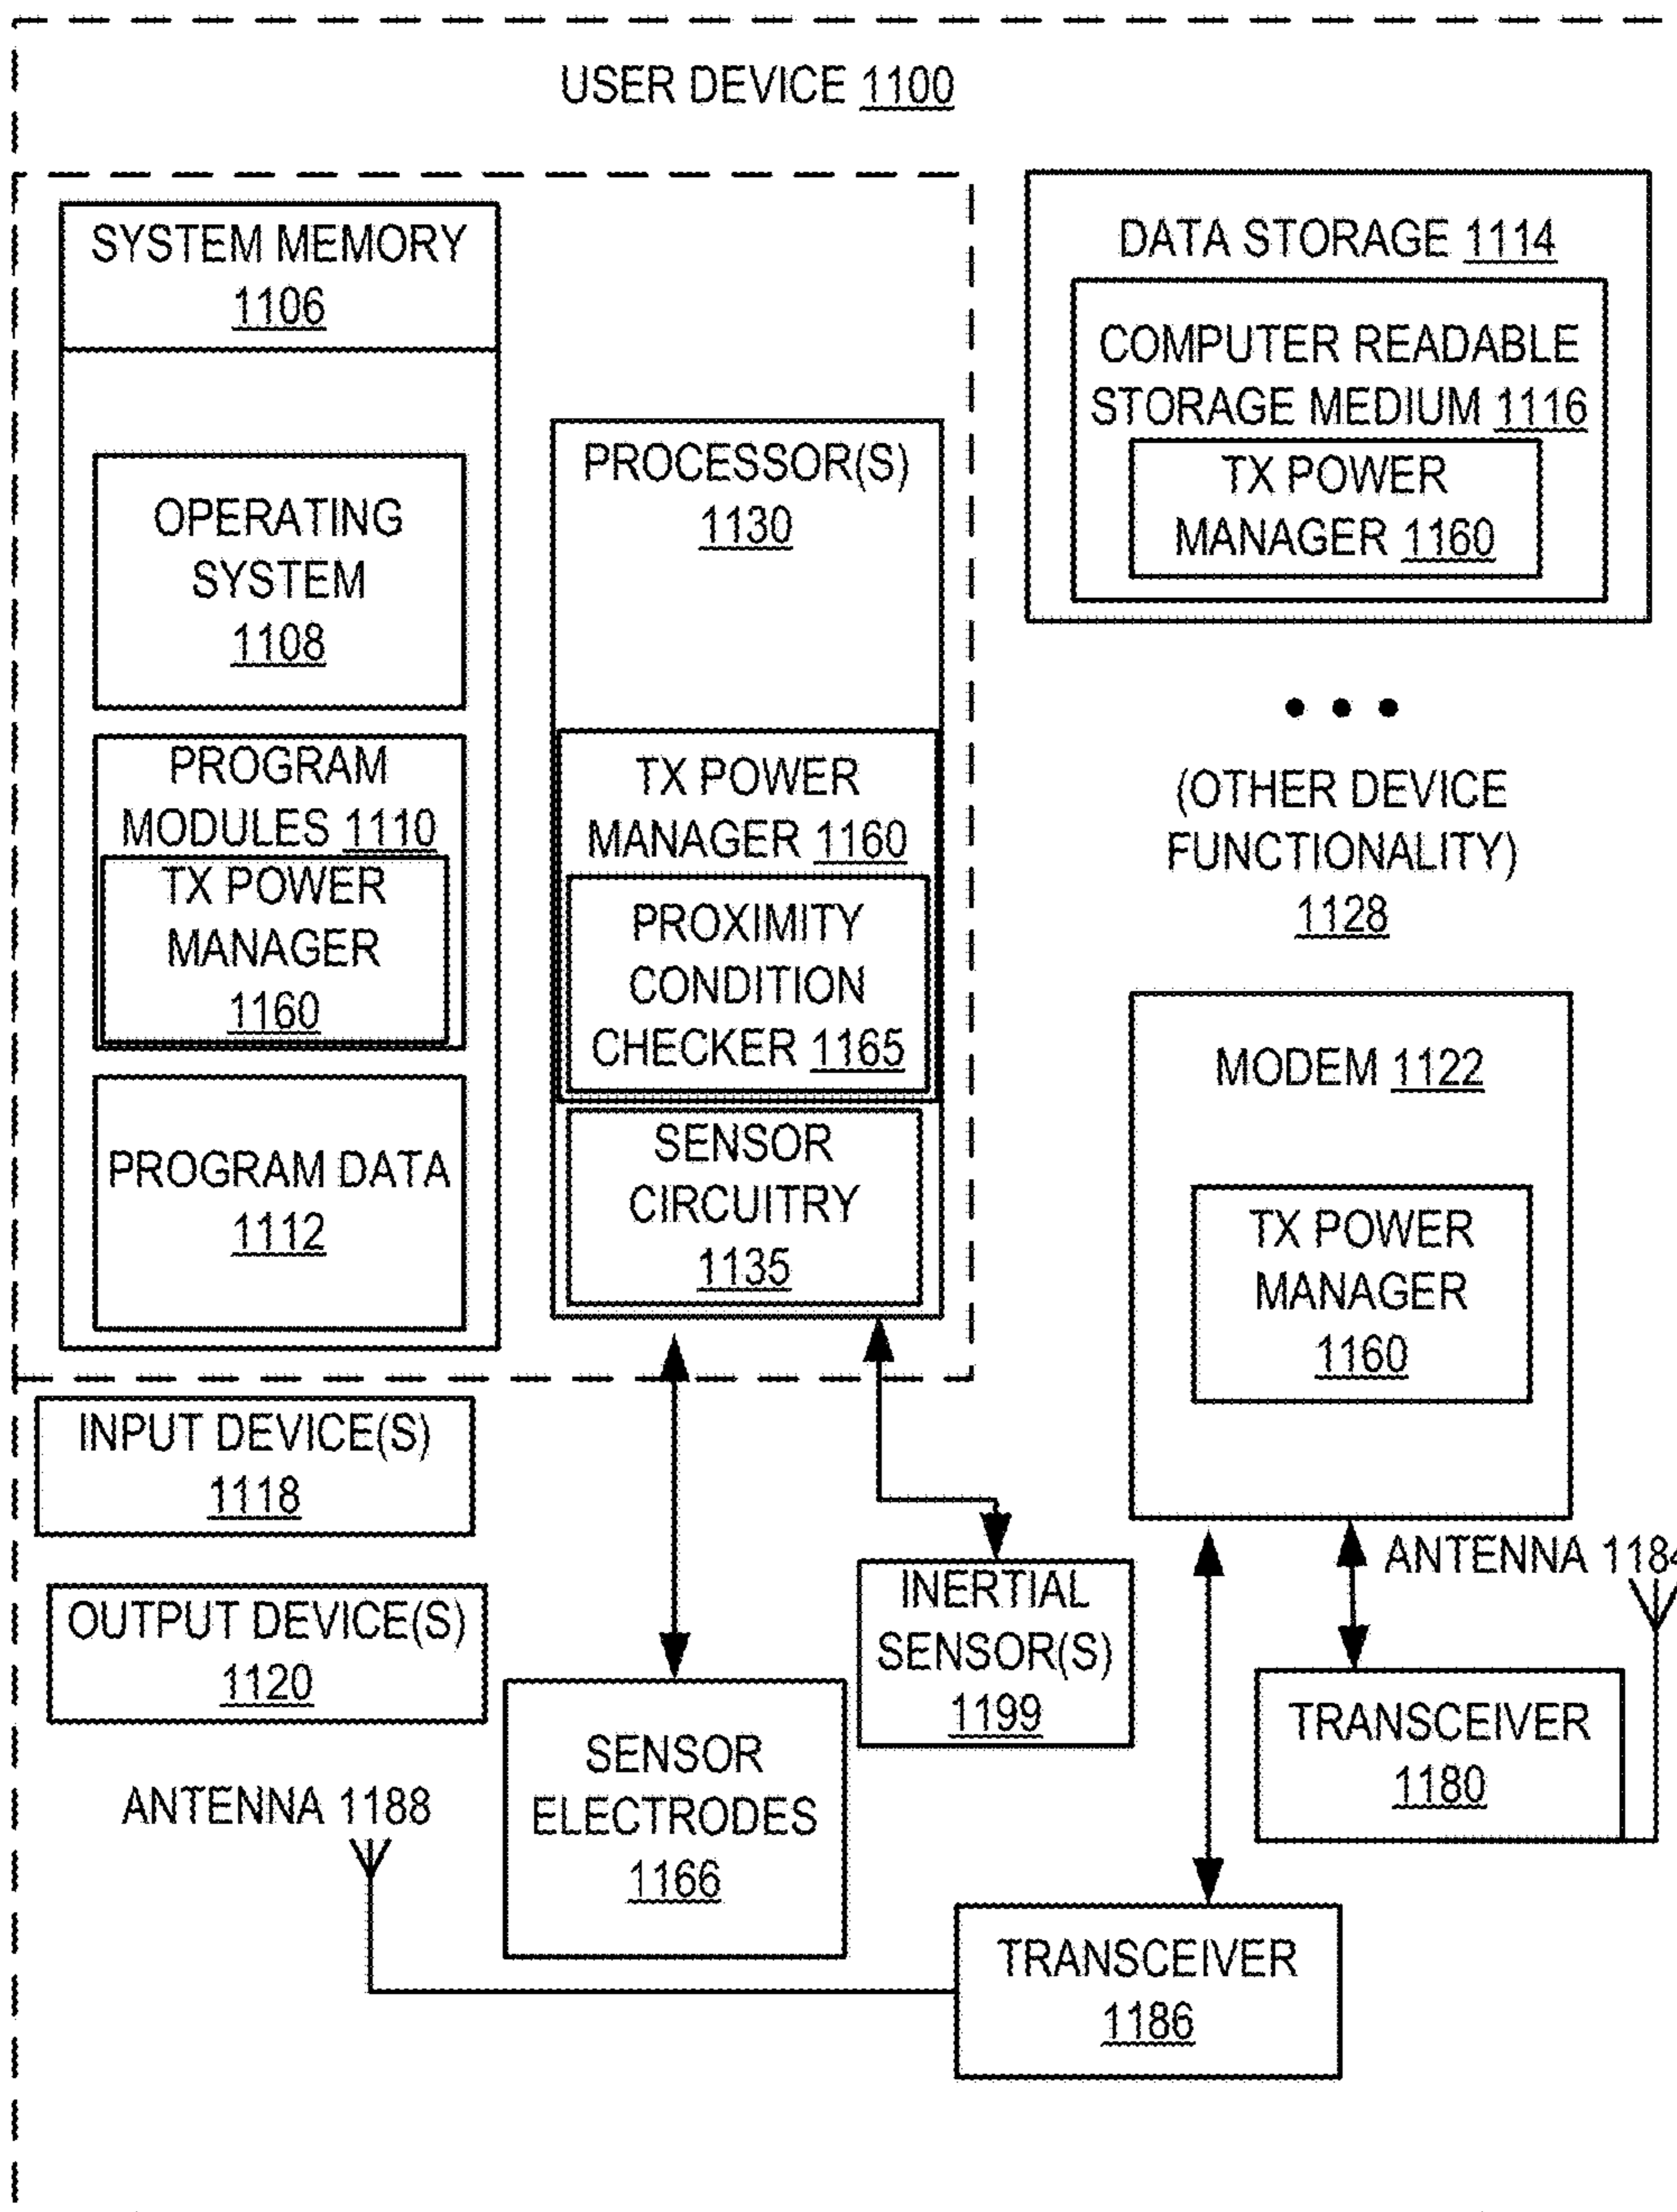 USER DEVICE 1100
SYSTEM MEMORY
1106
OPERATING
SYSTEM
1108
PROGRAM
MODULES 1110
TX POWER
MANAGER
1160
PROGRAM DATA
1112
PROCESSOR(S)
1130
TX POWER
MANAGER 1160
PROXIMITY
CONDITION
CHECKER 1165
SENSOR
CIRCUITRY
1135
DATA STORAGE 1114
COMPUTER READABLE
STORAGE MEDIUM 1116
TX POWER
MANAGER 1160
• • •
(OTHER DEVICE
FUNCTIONALITY)
1128
MODEM 1122
TX POWER
MANAGER
1160
INPUT DEVICE(S)
1118
OUTPUT DEVICE(S)
1120
ANTENNA 1188
SENSOR
ELECTRODES
1166
INERTIAL
SENSOR(S)
1199
ANTENNA 1184
TRANSCEIVER
1180
TRANSCEIVER
1186